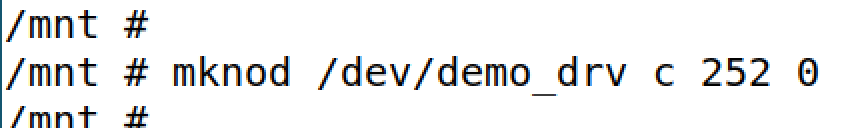 /mnt #
/mnt # mknod /dev/demo_drv c 252 0
/mnt #